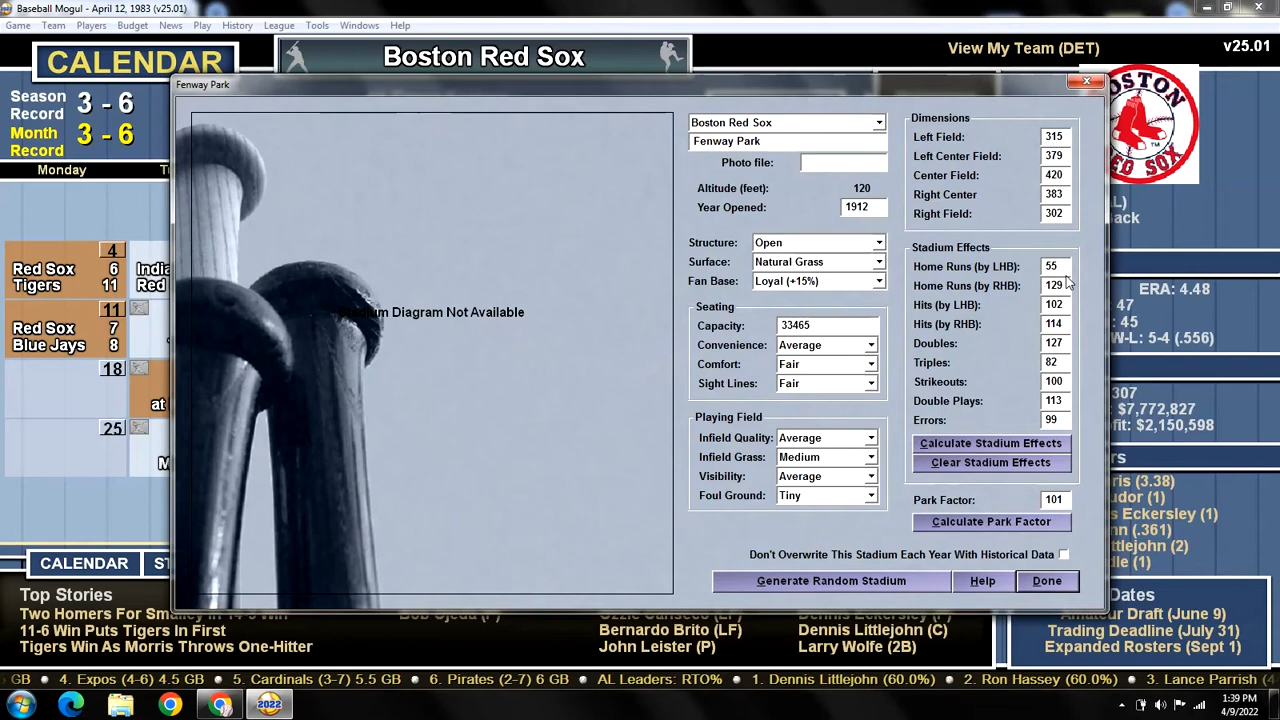 Baseball Mogul - April 12, 1983 (v25.01)
Game Team Players Budget News Play History League Tools Windows Help
CALENDAR
Boston Red Sox
View My Team (DET)
v25.01
Season Record 3 - 6
Month Record 3 - 6
Monday
4
Red Sox 6
Tigers 11
11
Red Sox 7
Blue Jays 8
18
at
25
Fenway Park
Stadium Diagram Not Available
Boston Red Sox
Fenway Park
Photo file:
Altitude (feet): 120
Year Opened: 1912
Structure: Open
Surface: Natural Grass
Fan Base: Loyal (+15%)
Seating
Capacity: 33465
Convenience: Average
Comfort: Fair
Sight Lines: Fair
Playing Field
Infield Quality: Average
Infield Grass: Medium
Visibility: Average
Foul Ground: Tiny
Dimensions
Left Field: 315
Left Center Field: 379
Center Field: 420
Right Center 383
Right Field: 302
Stadium Effects
Home Runs (by LHB): 55
Home Runs (by RHB): 129
Hits (by LHB): 102
Hits (by RHB): 114
Doubles: 127
Triples: 82
Strikeouts: 100
Double Plays: 113
Errors: 99
Calculate Stadium Effects
Clear Stadium Effects
Park Factor: 101
Calculate Park Factor
Don't Overwrite This Stadium Each Year With Historical Data
Generate Random Stadium Help Done
AL)
ack
ERA: 4.48
47
45
W-L: 5-4 (.556)
307
$7,772,827
fit: $2,150,598
rs
ris (3.38)
udor (1)
s Eckersley (1)
nn (.361)
ttlejohn (2)
dle (1)
CALENDAR
Top Stories
Two Homers For Smalley in 14-5 Win
11-6 Win Puts Tigers In First
Tigers Win As Morris Throws One-Hitter
Bob Ojeda (P)
Ozzie Canseco (LF)
Bernardo Brito (LF)
John Leister (P)
Dennis Eckersley (P)
Dennis Littlejohn (C)
Larry Wolfe (2B)
Dates
Amateur Draft (June 9)
Trading Deadline (July 31)
Expanded Rosters (Sept 1)
GB 4. Expos (4-6) 4.5 GB 5. Cardinals (3-7) 5.5 GB 6. Pirates (2-7) 6 GB AL Leaders: RTO% 1. Dennis Littlejohn (60.0%) 2. Ron Hassey (60.0%) 3. Lance Parrish (4
2022
1:39 PM
4/9/2022